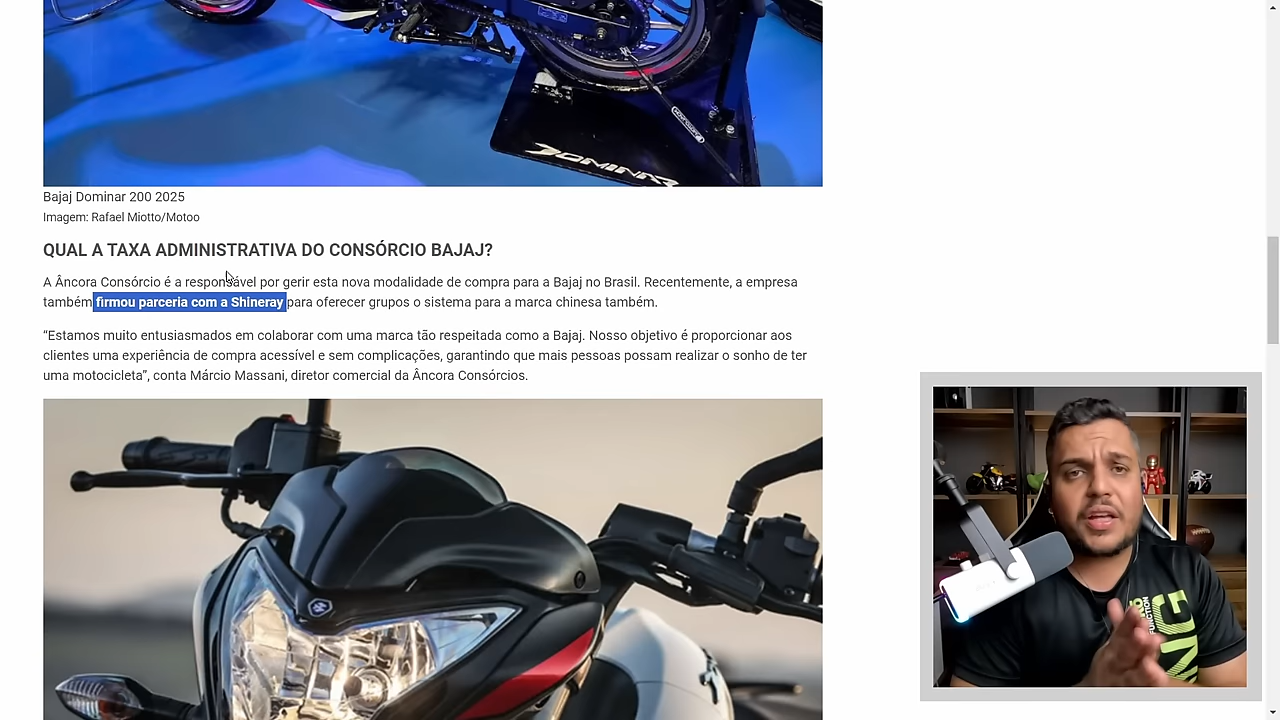 DOMINAR
Bajaj Dominar 200 2025
Imagem: Rafael Miotto/Motoo
QUAL A TAXA ADMINISTRATIVA DO CONSÓRCIO BAJAJ?
A Âncora Consórcio é a responsável por gerir esta nova modalidade de compra para a Bajaj no Brasil. Recentemente, a empresa
também firmou parceria com a Shineray para oferecer grupos o sistema para a marca chinesa também.
“Estamos muito entusiasmados em colaborar com uma marca tão respeitada como a Bajaj. Nosso objetivo é proporcionar aos
clientes uma experiência de compra acessível e sem complicações, garantindo que mais pessoas possam realizar o sonho de ter
uma motocicleta”, conta Márcio Massani, diretor comercial da Âncora Consórcios.